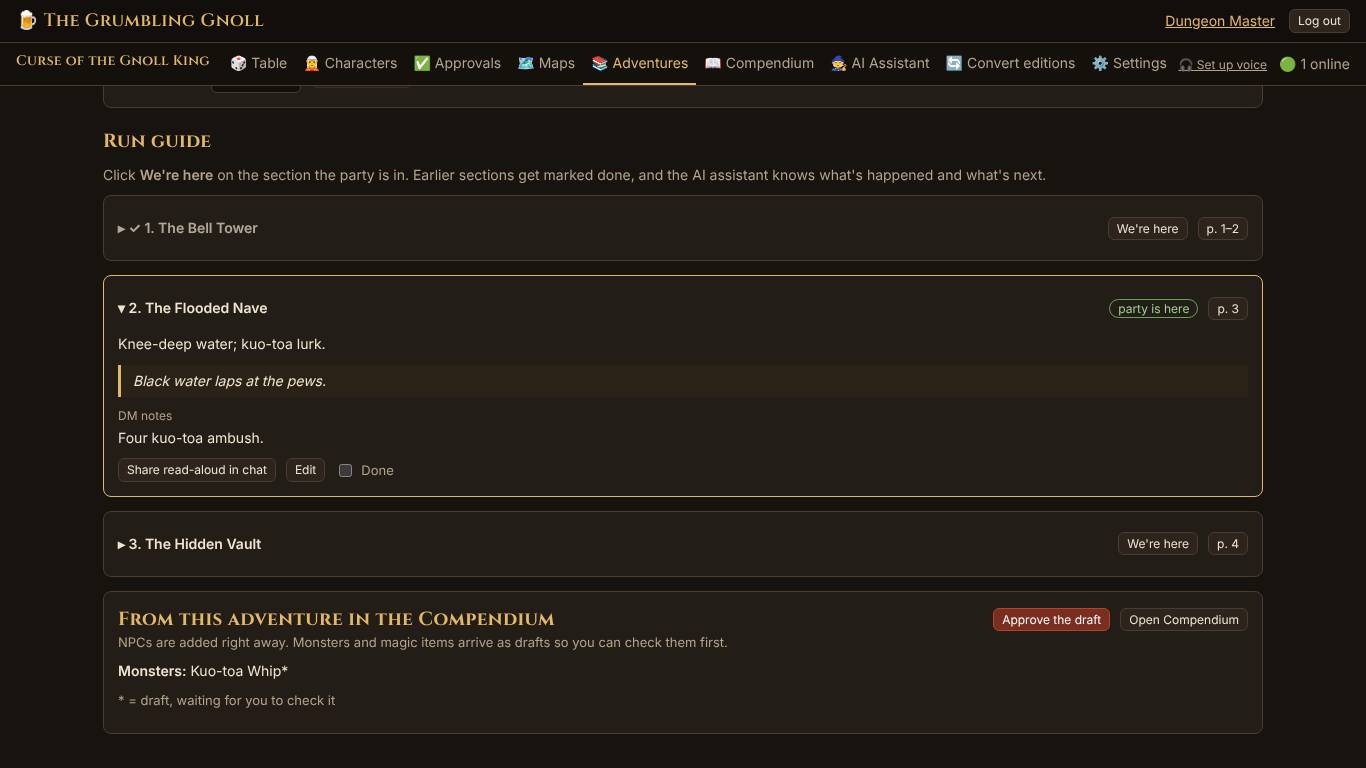 🍺 The Grumbling Gnoll
Dungeon Master
Log out
Curse of the Gnoll King
🎲 Table
🧝 Characters
✅ Approvals
🗺️ Maps
📚 Adventures
📖 Compendium
🧙 AI Assistant
🔄 Convert editions
⚙️ Settings
🎧 Set up voice
🟢 1 online
Run guide
Click We're here on the section the party is in. Earlier sections get marked done, and the AI assistant knows what's happened and what's next.
▸ ✓ 1. The Bell Tower
We're here
p. 1–2
▾ 2. The Flooded Nave
party is here
p. 3
Knee-deep water; kuo-toa lurk.
Black water laps at the pews.
DM notes
Four kuo-toa ambush.
Share read-aloud in chat
Edit
Done
▸ 3. The Hidden Vault
We're here
p. 4
From this adventure in the Compendium
Approve the draft
Open Compendium
NPCs are added right away. Monsters and magic items arrive as drafts so you can check them first.
Monsters: Kuo-toa Whip*
* = draft, waiting for you to check it